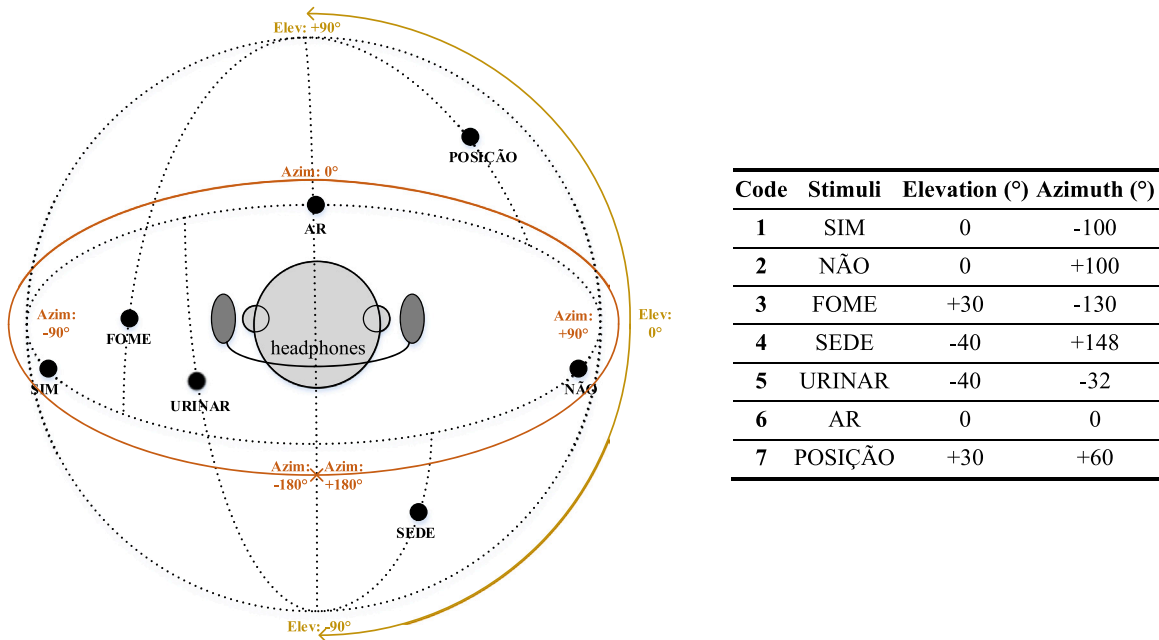 Elev: +90°
POSIÇÃO
Azim: 0°
AR
Azim:
-90°
FOME
headphones
Azim:
+90°
Elev:
0°
SIM
URINAR
NÃO
Azim:
-180°
Azim:
+180°
SEDE
Elev: -90°
Code Stimuli Elevation (°) Azimuth (°)
1 SIM 0 -100
2 NÃO 0 +100
3 FOME +30 -130
4 SEDE -40 +148
5 URINAR -40 -32
6 AR 0 0
7 POSIÇÃO +30 +60